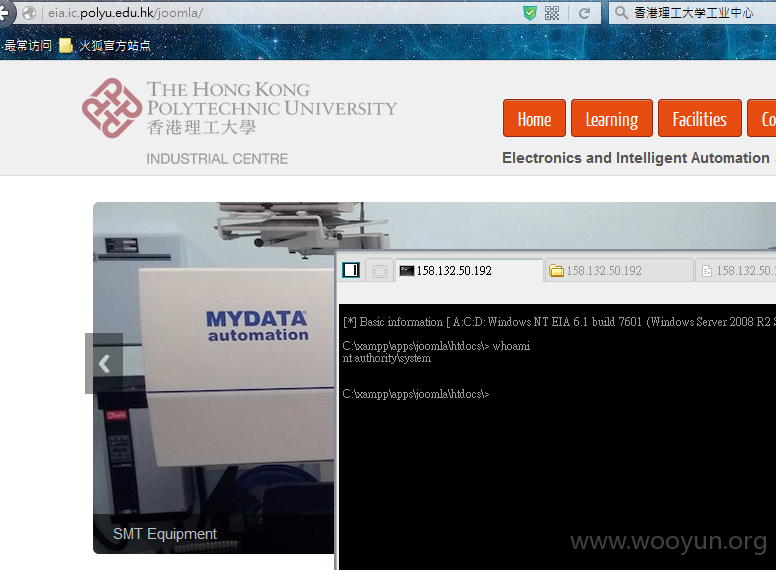 eia.ic.polyu.edu.hk/joomla/
香港理工大学工业中心
最常访问 火狐官方站点
THE HONG KONG
POLYTECHNIC UNIVERSITY
香港理工大學
INDUSTRIAL CENTRE
Home Learning Facilities Co
Electronics and Intelligent Automation
MYDATA
automation
158.132.50.192 158.132.50.192 158.132.50.
[*] Basic information [ A:C:D: Windows NT EIA 6.1 build 7601 (Windows Server 2008 R2 S
C:\xampp\apps\joomla\htdocs\> whoami
nt authority\system
C:\xampp\apps\joomla\htdocs\>
SMT Equipment
www.wooyun.org